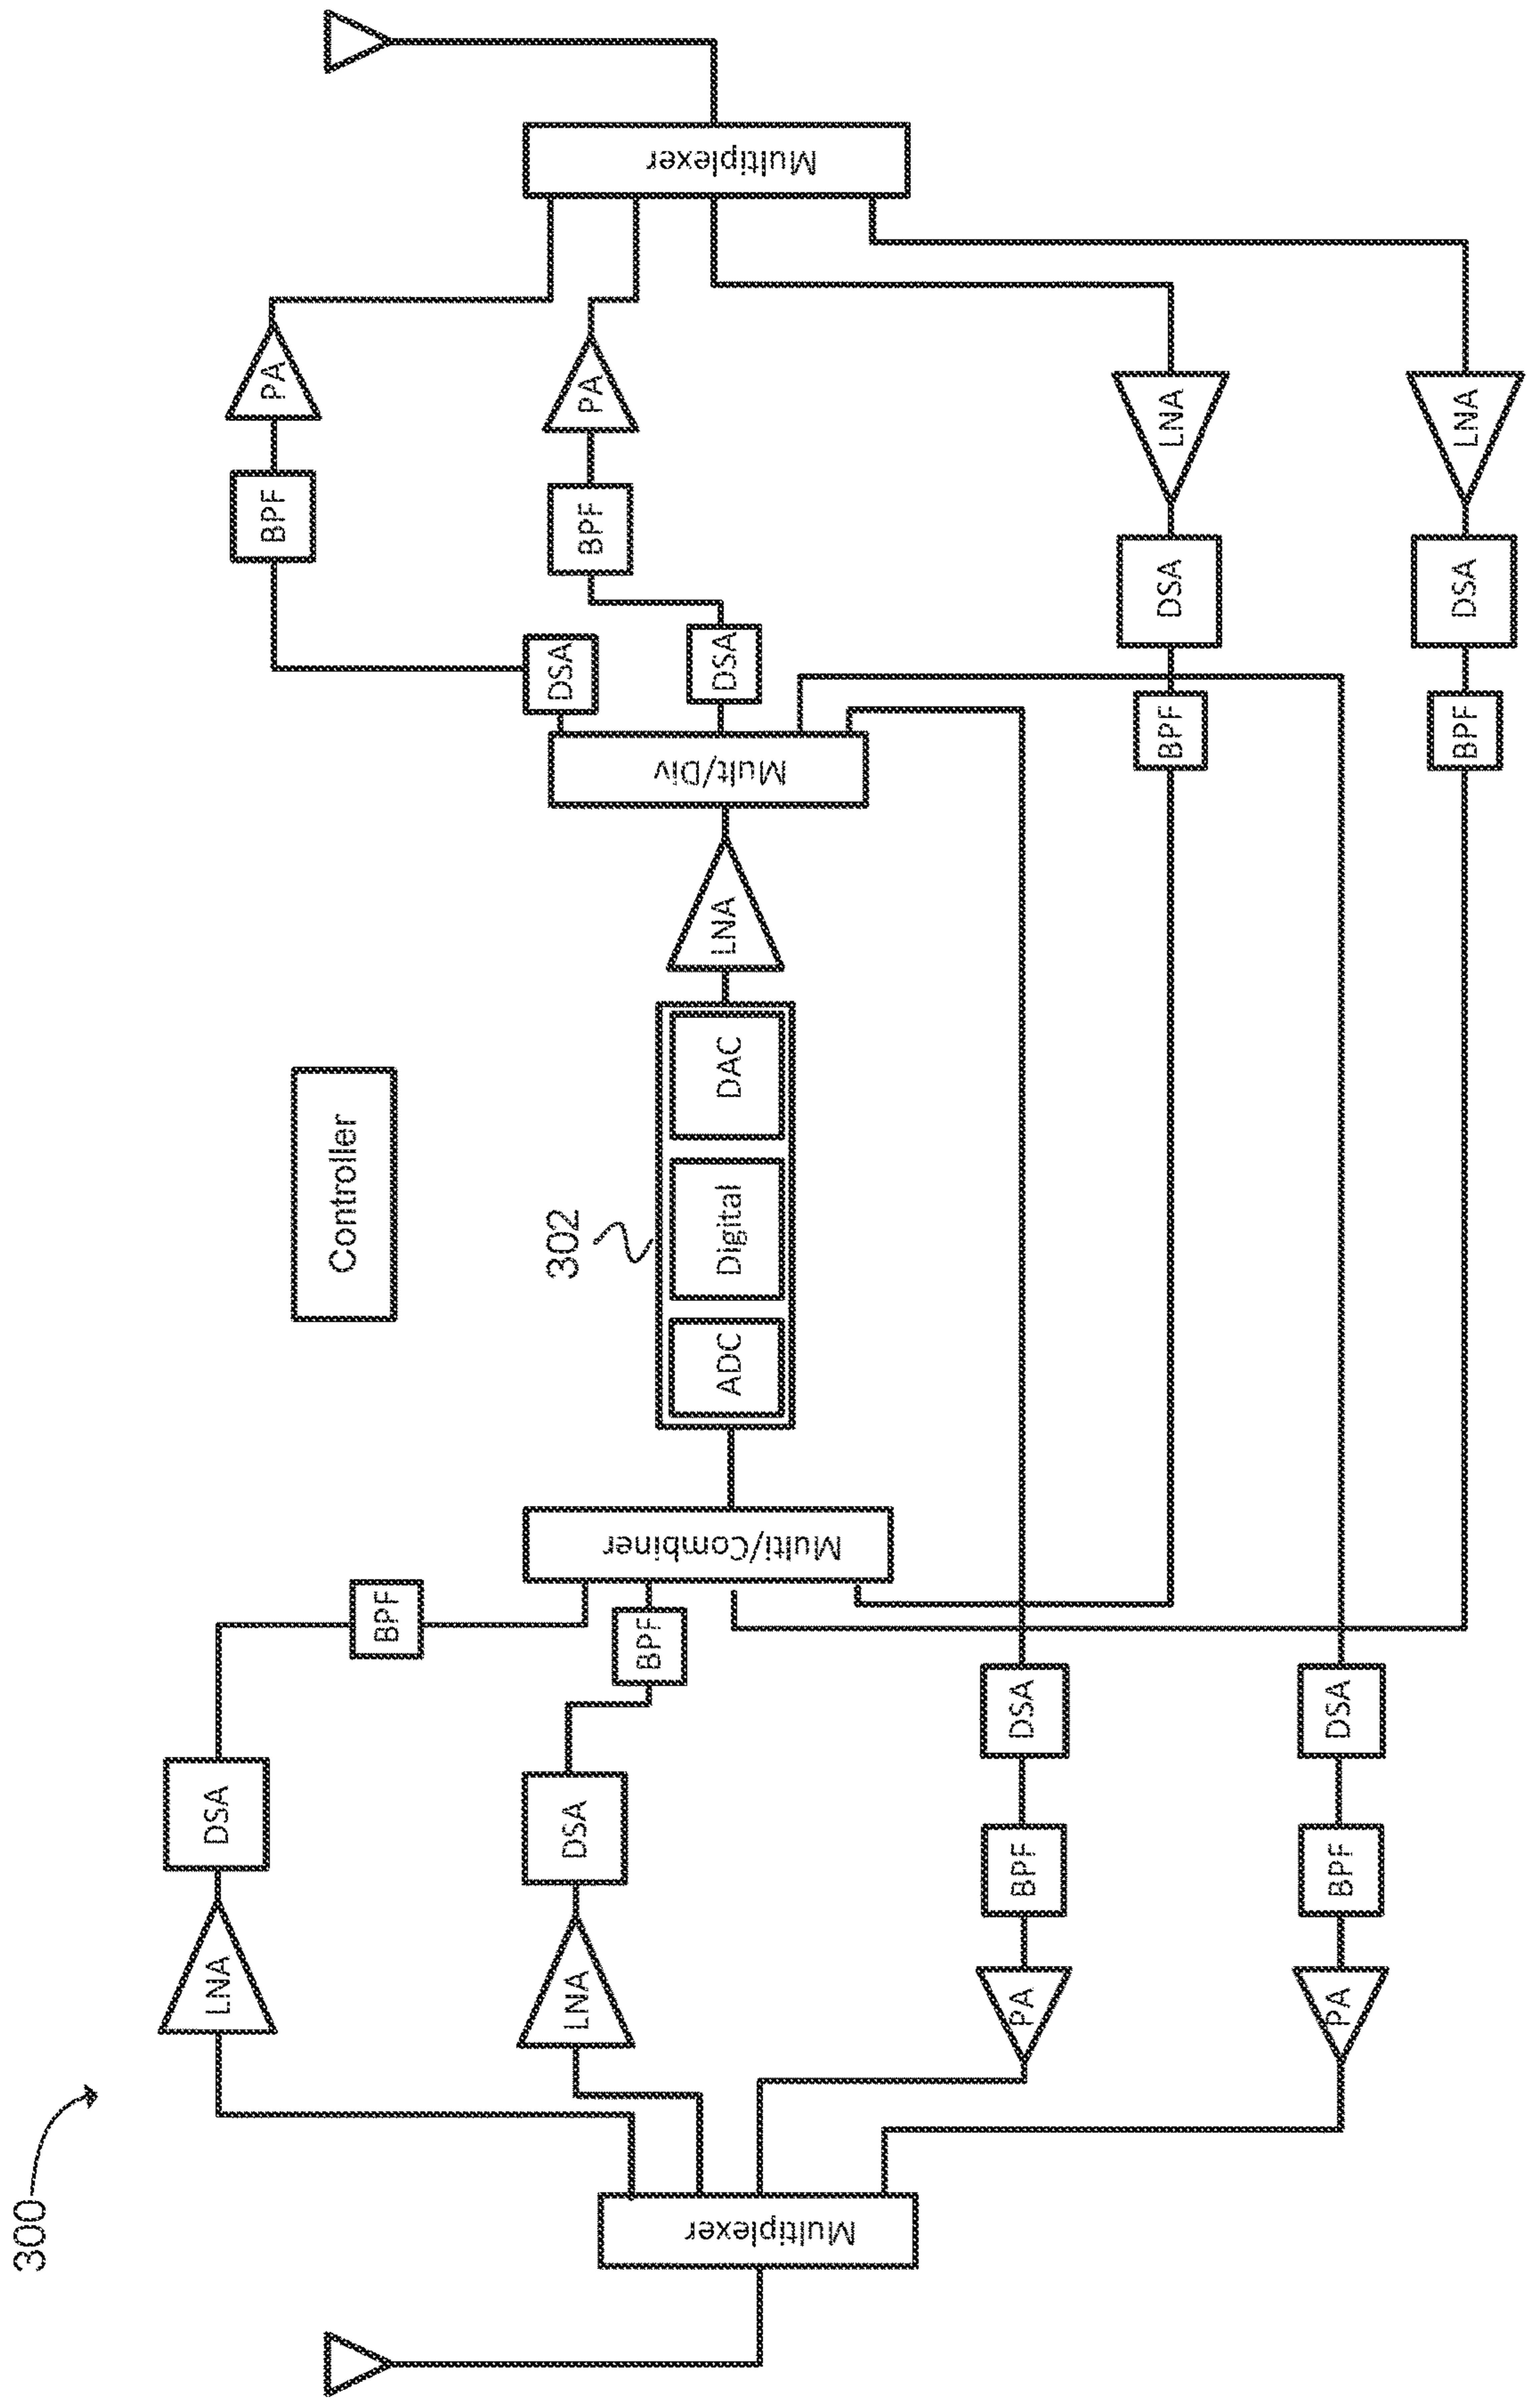 300
LNA
DSA
BPF
PA
Controller
BPF
302
DSA
LNA
DSA
BPF
PA
BPF
DSA
Multiplexer
Multi/Combiner
ADC
Digital
DAC
LNA
Mult/Div
Multiplexer
PA
BPF
DSA
BPF
DSA
LNA
PA
BPF
DSA
BPF
DSA
LNA